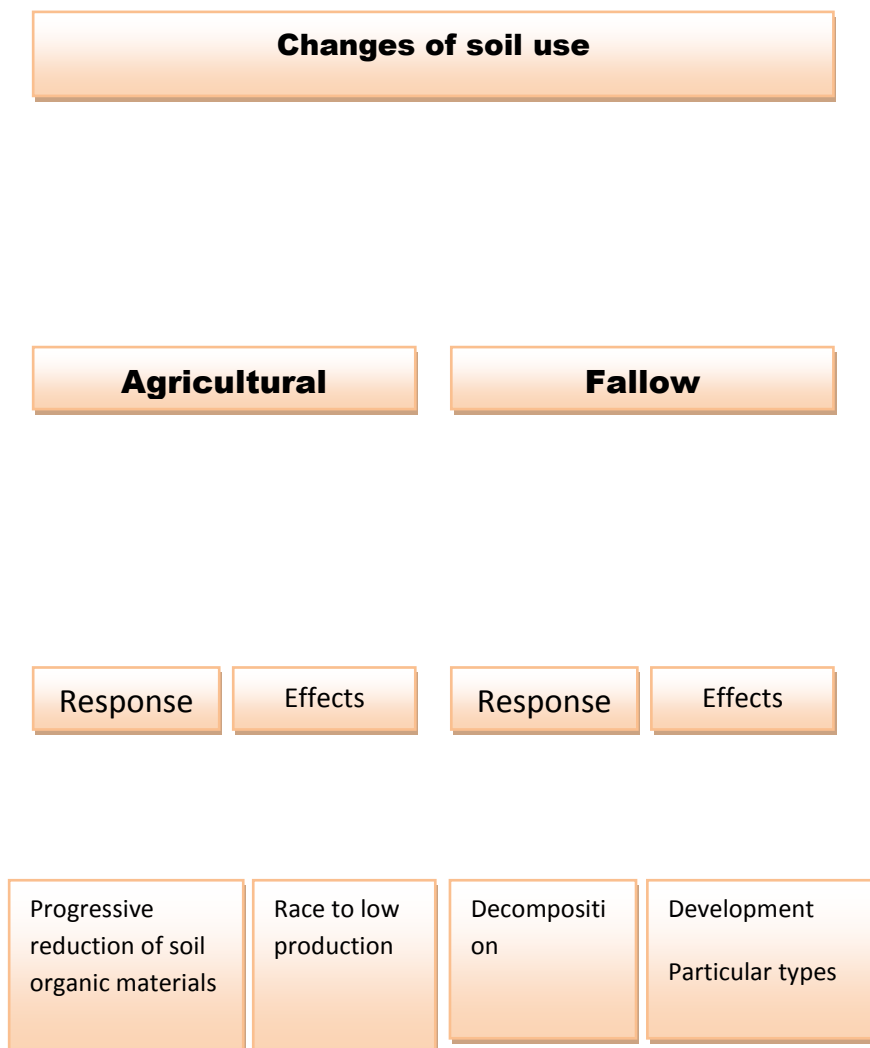 Changes of soil use
Agricultural
Fallow
Response
Effects
Response
Effects
Progressive
reduction of soil
organic materials
Race to low
production
Decompositi
on
Development
Particular types